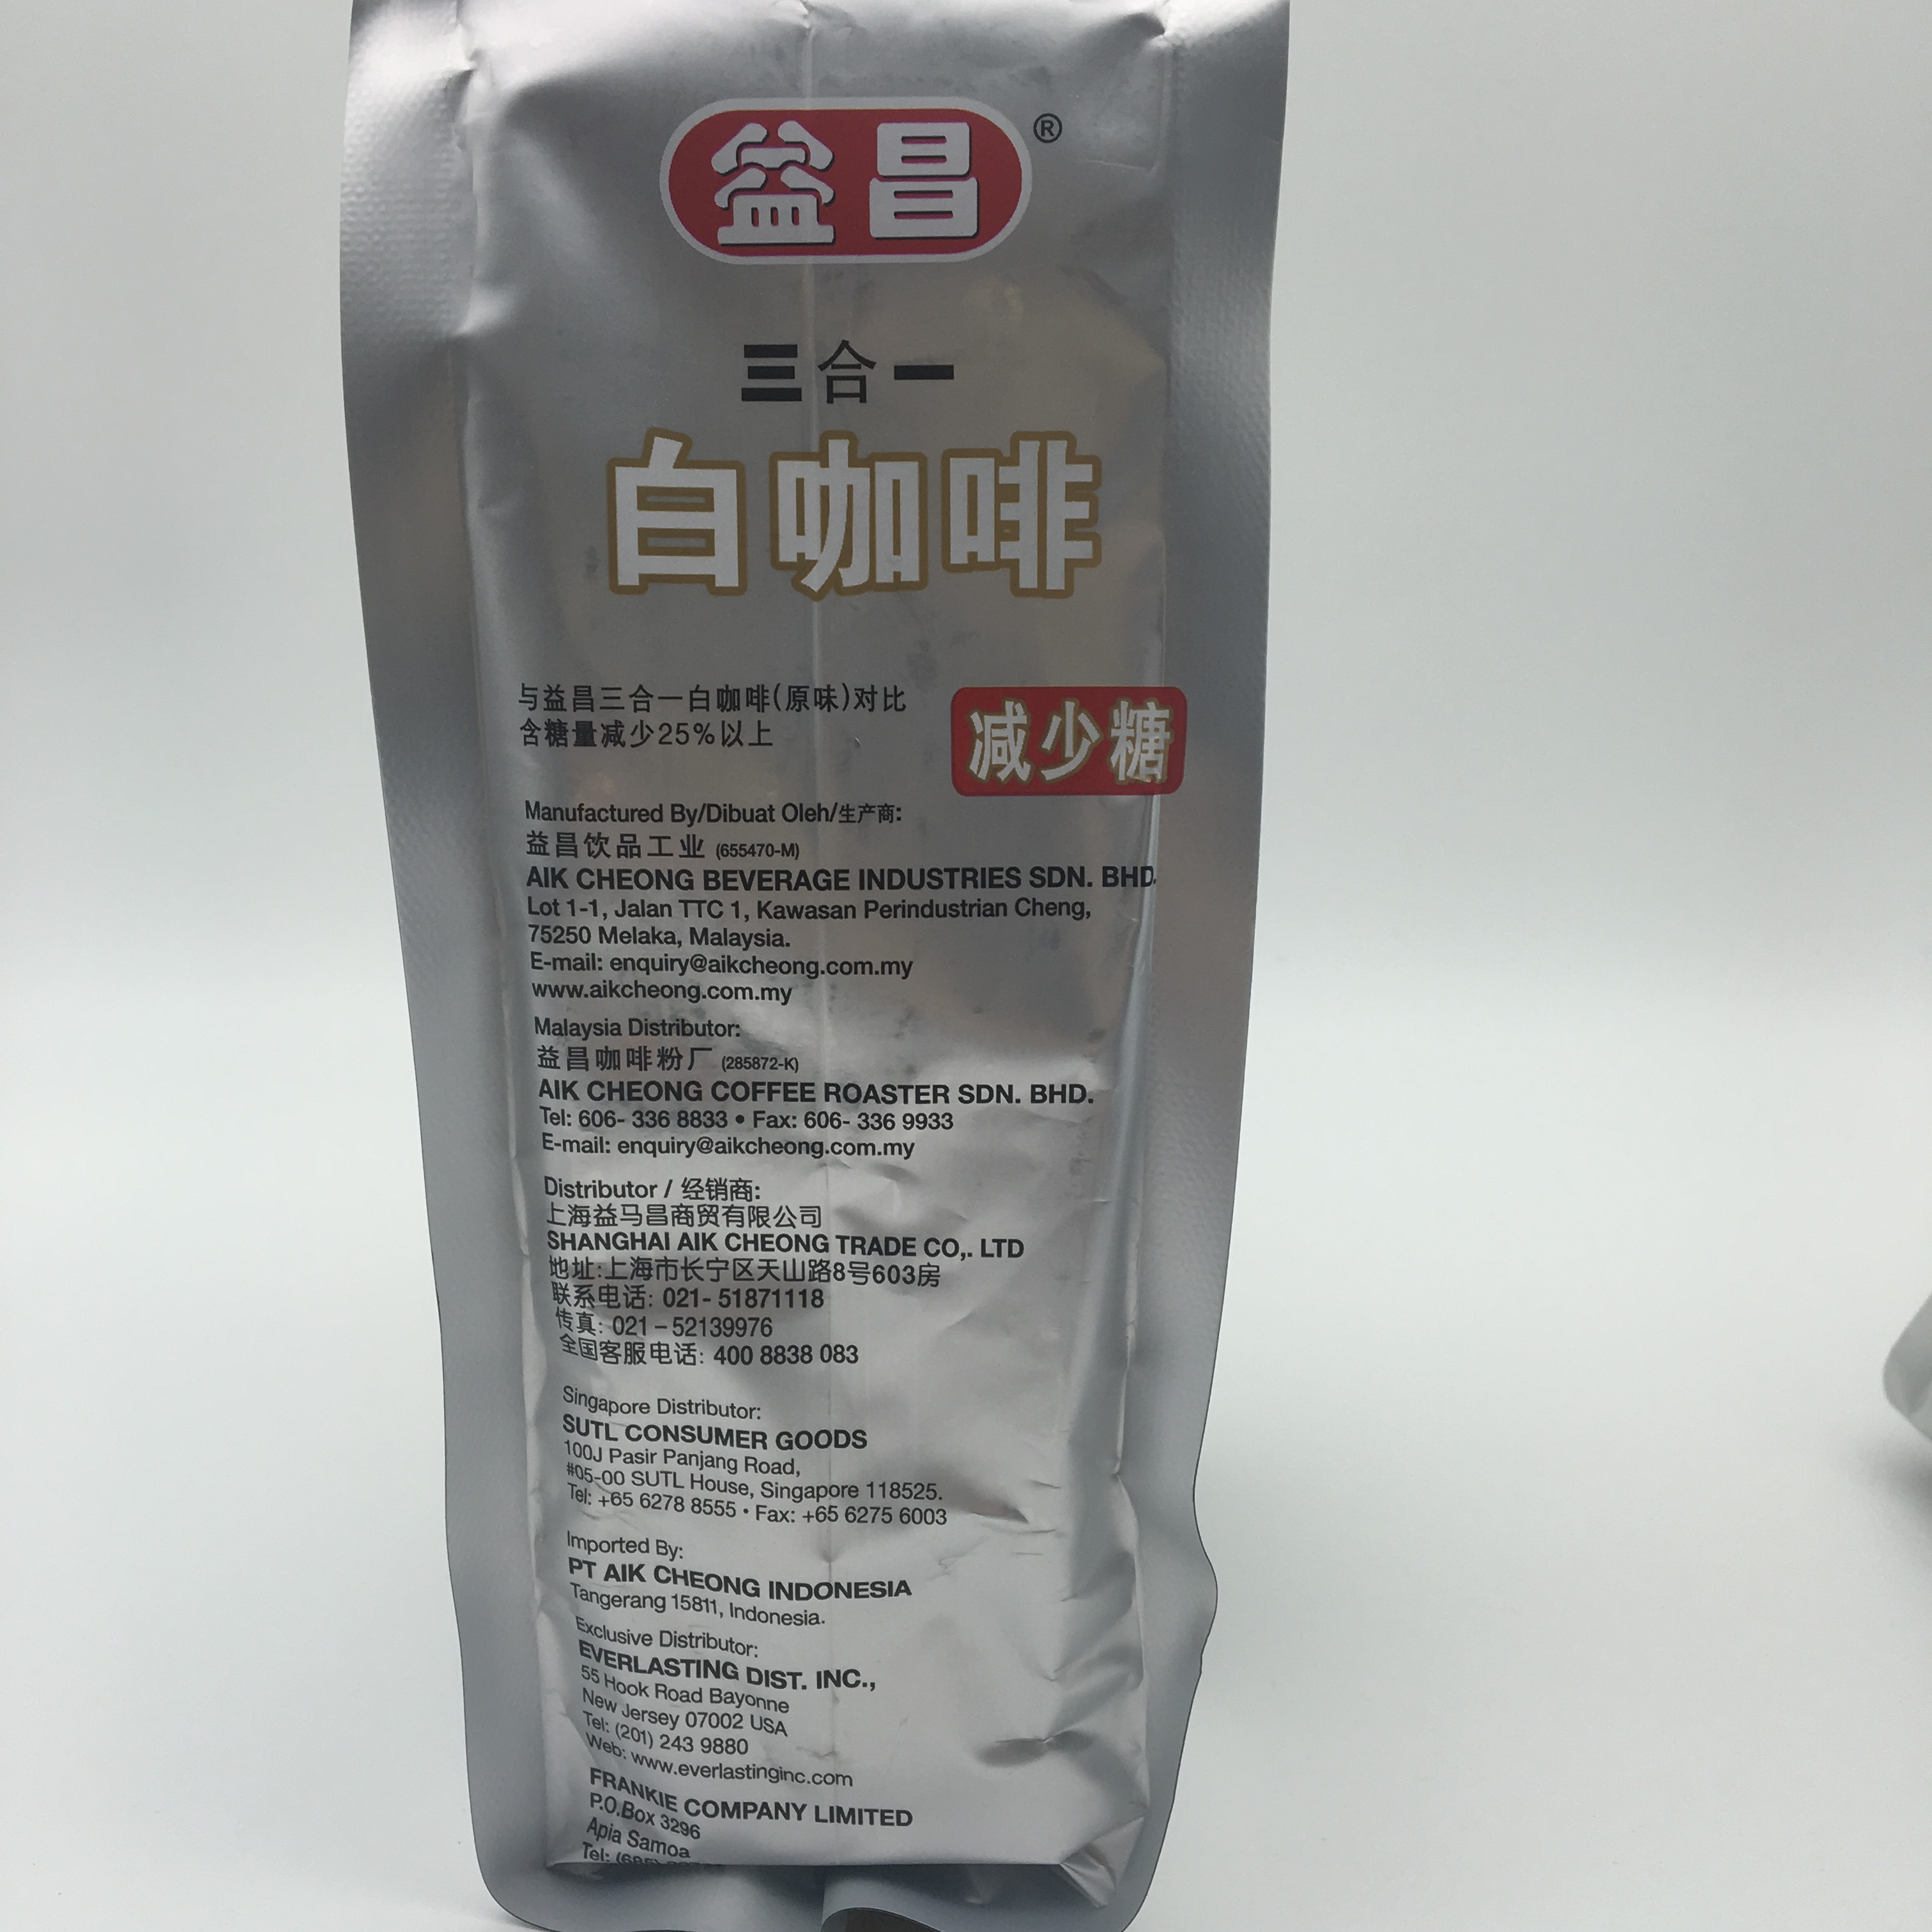 益昌®
三合一
白咖啡
与益昌三合一白咖啡(原味)对比
含糖量减少25%以上
减少糖
Manufactured By/Dibuat Oleh/生产商:
益昌饮品工业 (655470-M)
AIK CHEONG BEVERAGE INDUSTRIES SDN. BHD.
Lot 1-1, Jalan TTC 1, Kawasan Perindustrian Cheng,
75250 Melaka, Malaysia.
E-mail: enquiry@aikcheong.com.my
www.aikcheong.com.my
Malaysia Distributor:
益昌咖啡粉厂 (285872-K)
AIK CHEONG COFFEE ROASTER SDN. BHD.
Tel: 606- 336 8833 • Fax: 606- 336 9933
E-mail: enquiry@aikcheong.com.my
Distributor / 经销商:
上海益马昌商贸有限公司
SHANGHAI AIK CHEONG TRADE CO,. LTD
地址:上海市长宁区天山路8号603房
联系电话: 021- 51871118
传真: 021 – 52139976
全国客服电话: 400 8838 083
Singapore Distributor:
SUTL CONSUMER GOODS
100J Pasir Panjang Road,
#05-00 SUTL House, Singapore 118525.
Tel: +65 6278 8555 • Fax: +65 6275 6003
Imported By:
PT AIK CHEONG INDONESIA
Tangerang 15811, Indonesia.
Exclusive Distributor:
EVERLASTING DIST. INC.,
55 Hook Road Bayonne
New Jersey 07002 USA
Tel: (201) 243 9880
Web: www.everlastinginc.com
FRANKIE COMPANY LIMITED
P.O.Box 3296
Apia Samoa
Tel: